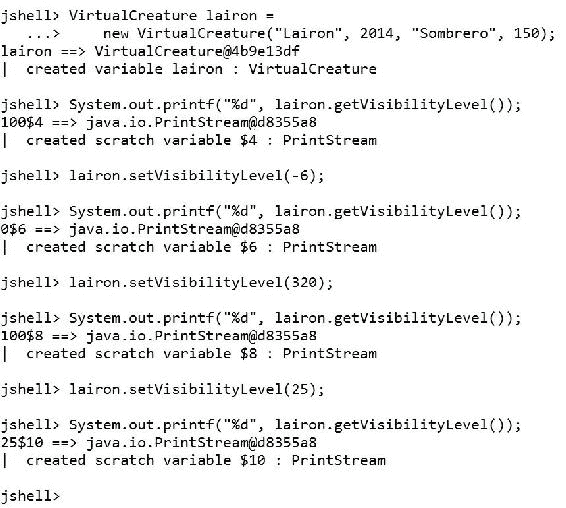 jshell> VirtualCreature lairon =
   ...>     new VirtualCreature("Lairon", 2014, "Sombrero", 150);
lairon ==> VirtualCreature@4b9e13df
|  created variable lairon : VirtualCreature
jshell> System.out.printf("%d", lairon.getVisibilityLevel());
100$4 ==> java.io.PrintStream@d8355a8
|  created scratch variable $4 : PrintStream
jshell> lairon.setVisibilityLevel(-6);
jshell> System.out.printf("%d", lairon.getVisibilityLevel());
0$6 ==> java.io.PrintStream@d8355a8
|  created scratch variable $6 : PrintStream
jshell> lairon.setVisibilityLevel(320);
jshell> System.out.printf("%d", lairon.getVisibilityLevel());
100$8 ==> java.io.PrintStream@d8355a8
|  created scratch variable $8 : PrintStream
jshell> lairon.setVisibilityLevel(25);
jshell> System.out.printf("%d", lairon.getVisibilityLevel());
25$10 ==> java.io.PrintStream@d8355a8
|  created scratch variable $10 : PrintStream
jshell>